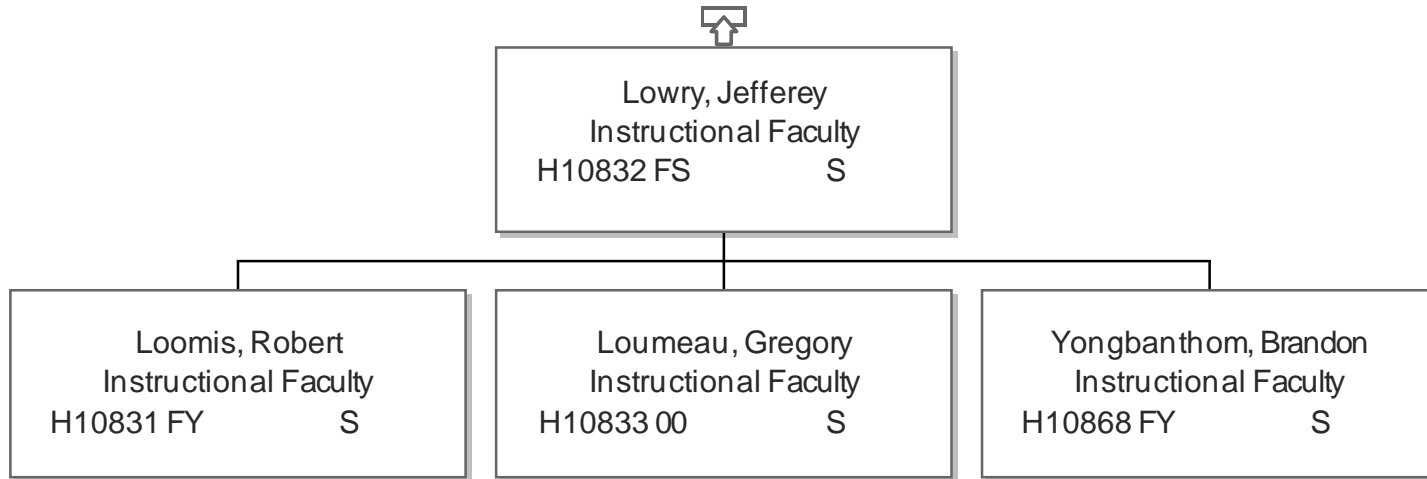 Lowry, Jefferey
Instructional Faculty
H10832 FS S
Loomis, Robert
Instructional Faculty
H10831 FY S
Loumeau, Gregory
Instructional Faculty
H10833 00 S
Yongbanthom, Brandon
Instructional Faculty
H10868 FY S